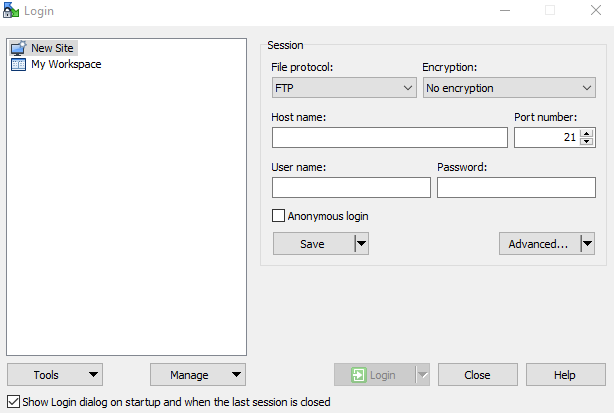 Login
New Site
My Workspace
Session
File protocol:
Encryption:
FTP
No encryption
Host name:
Port number:
21
User name:
Password:
Anonymous login
Save
Advanced...
Tools
Manage
Login
Close
Help
Show Login dialog on startup and when the last session is closed